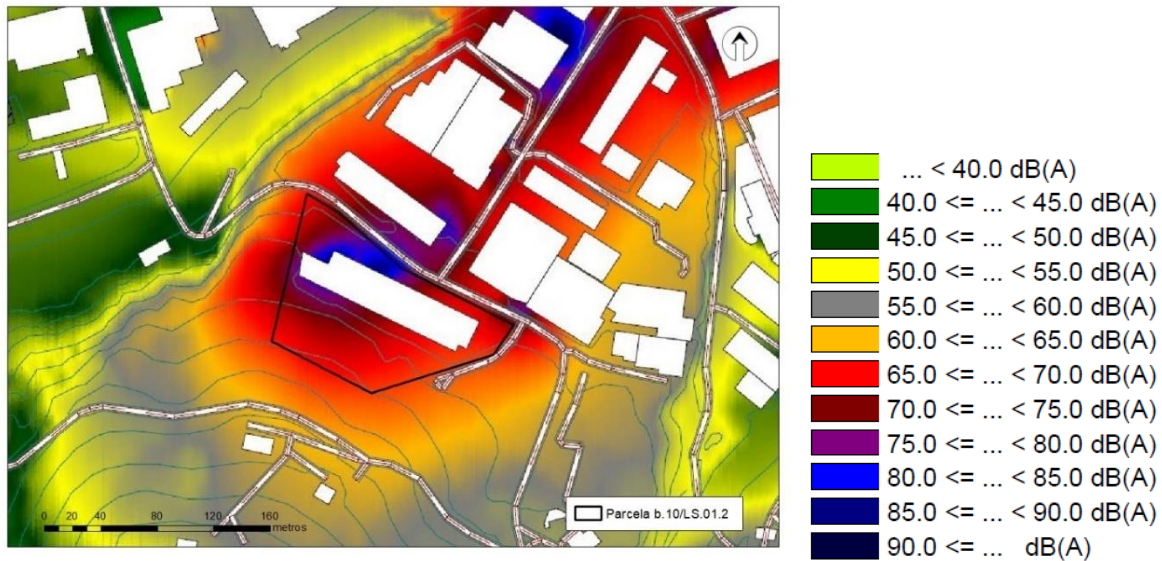 ... < 40.0 dB(A)
40.0 <= ... < 45.0 dB(A)
45.0 <= ... < 50.0 dB(A)
50.0 <= ... < 55.0 dB(A)
55.0 <= ... < 60.0 dB(A)
60.0 <= ... < 65.0 dB(A)
65.0 <= ... < 70.0 dB(A)
70.0 <= ... < 75.0 dB(A)
75.0 <= ... < 80.0 dB(A)
80.0 <= ... < 85.0 dB(A)
85.0 <= ... < 90.0 dB(A)
90.0 <= ... dB(A)
0 20 40 80 120 160
metros
Parcela b.10/LS.01.2